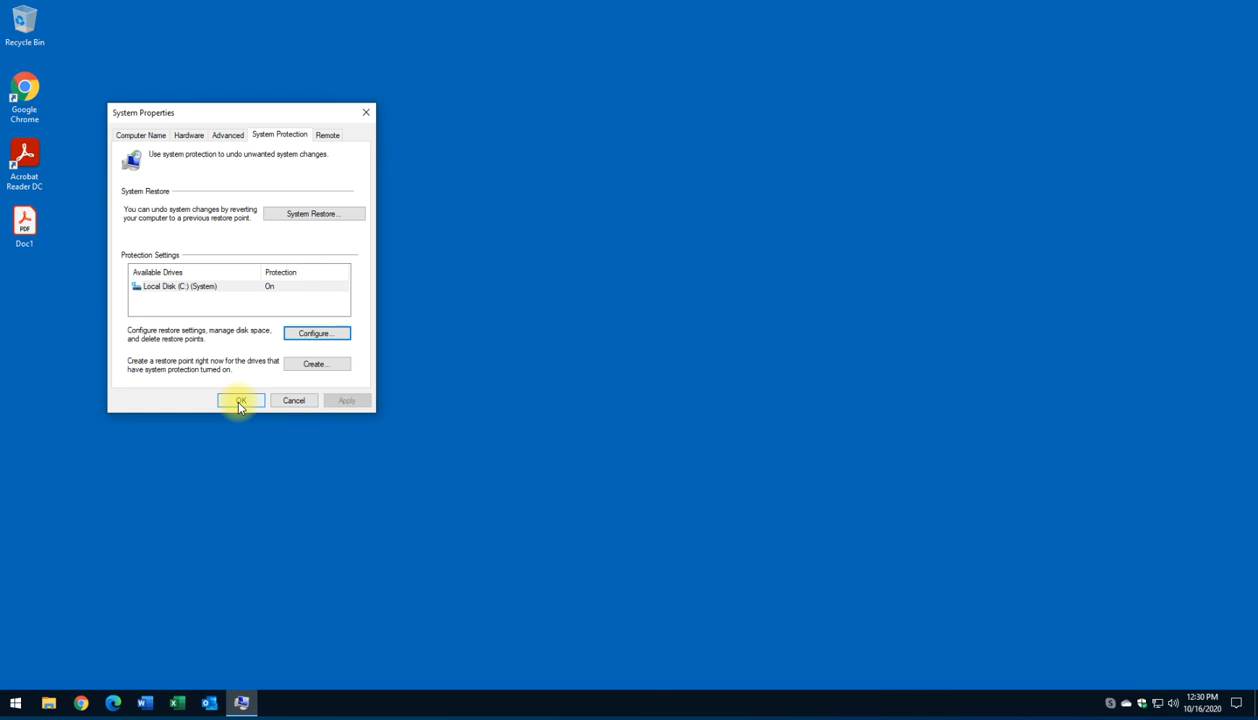 Recycle Bin
Google
Chrome
Acrobat
Reader DC
PDF
Doc1
System Properties
Computer Name Hardware Advanced System Protection Remote
Use system protection to undo unwanted system changes.
System Restore
You can undo system changes by reverting
your computer to a previous restore point.
System Restore...
Protection Settings
Available Drives Protection
Local Disk (C:) (System) On
Configure restore settings, manage disk space,
and delete restore points.
Configure...
Create a restore point right now for the drives that
have system protection turned on.
Create...
OK Cancel Apply
12:30 PM
10/16/2020